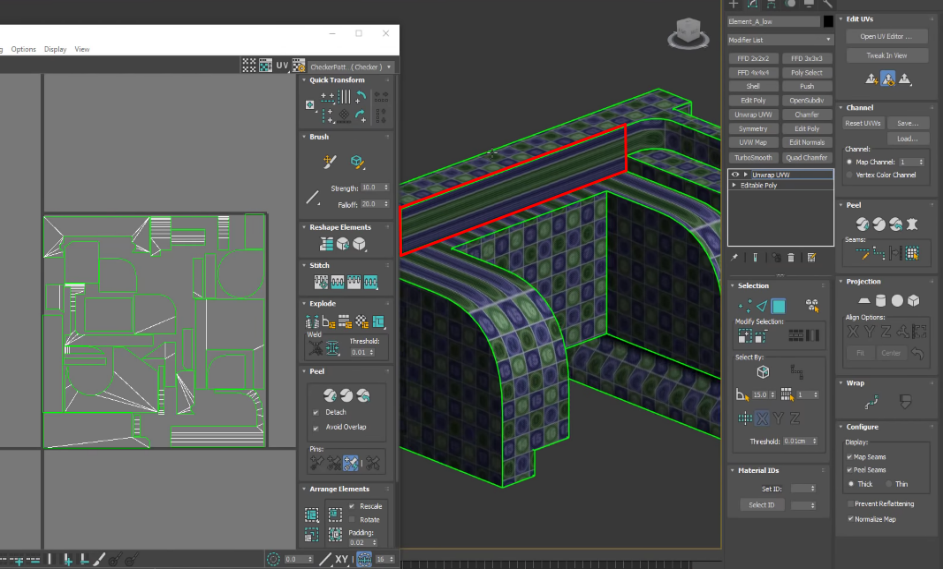 Options Display View
UV
CheckerPatt.. ( Checker )
Quick Transform
Brush
Strength: 10.0
Falloff: 20.0
Reshape Elements
Stitch
Explode
Weld
Threshold:
0.01
Peel
Detach
Avoid Overlap
Pins:
Arrange Elements
Rescale
Rotate
Padding:
0.02
0.0
XY
16
Element_A_low
Modifier List
FFD 2x2x2 FFD 3x3x3
FFD 4x4x4 Poly Select
Shell Push
Edit Poly OpenSubdiv
Unwrap UVW Chamfer
Symmetry Edit Poly
UVW Map Edit Normals
TurboSmooth Quad Chamfer
Unwrap UVW
Editable Poly
Selection
Modify Selection:
Select By:
15.0
1
X Y Z
Threshold: 0.01cm
Material IDs
Set ID:
Select ID
Edit UVs
Open UV Editor ...
Tweak In View
Channel
Reset UVWs Save...
Load...
Channel:
Map Channel: 1
Vertex Color Channel
Peel
Seams:
Projection
Align Options:
X Y Z
Fit Center
Wrap
Configure
Display:
Map Seams
Peel Seams
Thick Thin
Prevent Reflattening
Normalize Map